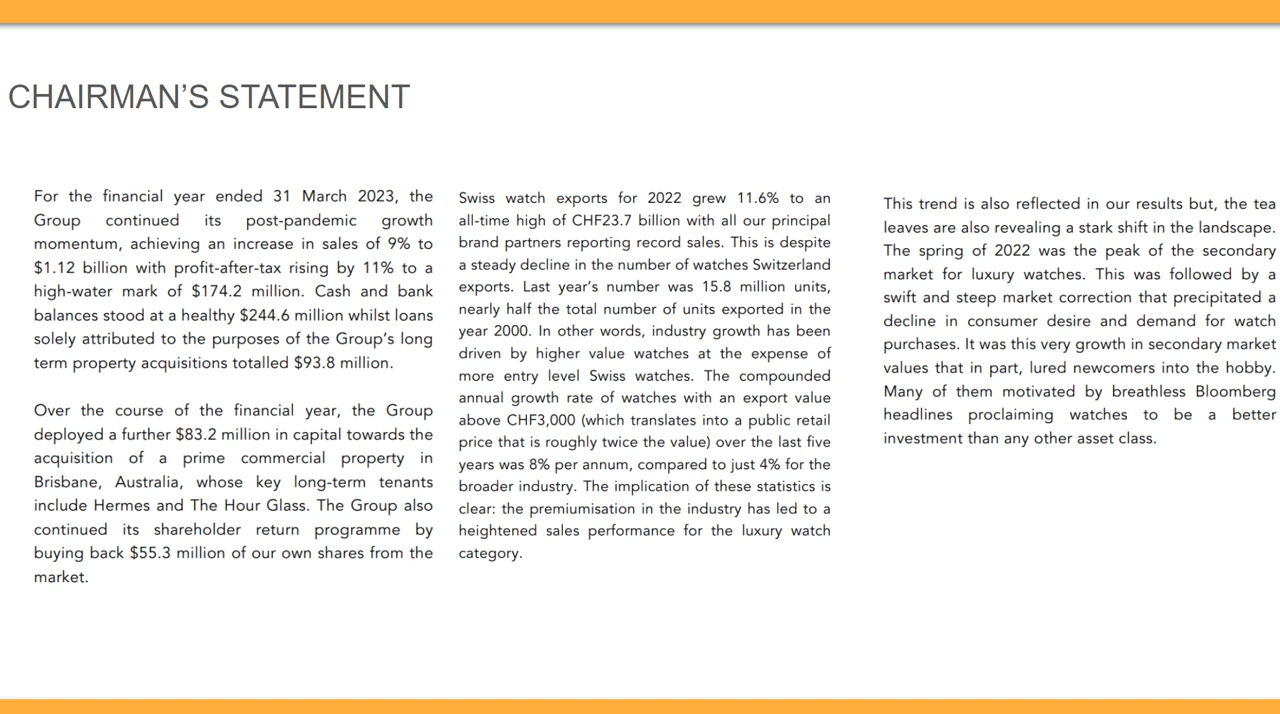 CHAIRMAN'S STATEMENT
For the financial year ended 31 March 2023, the
Group continued its post-pandemic growth
momentum, achieving an increase in sales of 9% to
$1.12 billion with profit-after-tax rising by 11% to a
high-water mark of $174.2 million. Cash and bank
balances stood at a healthy $244.6 million whilst loans
solely attributed to the purposes of the Group's long
term property acquisitions totalled $93.8 million.
Over the course of the financial year, the Group
deployed a further $83.2 million in capital towards the
acquisition of a prime commercial property in
Brisbane, Australia, whose key long-term tenants
include Hermes and The Hour Glass. The Group also
continued its shareholder return programme by
buying back $55.3 million of our own shares from the
market.
Swiss watch exports for 2022 grew 11.6% to an
all-time high of CHF23.7 billion with all our principal
brand partners reporting record sales. This is despite
a steady decline in the number of watches Switzerland
exports. Last year's number was 15.8 million units,
nearly half the total number of units exported in the
year 2000. In other words, industry growth has been
driven by higher value watches at the expense of
more entry level Swiss watches. The compounded
annual growth rate of watches with an export value
above CHF3,000 (which translates into a public retail
price that is roughly twice the value) over the last five
years was 8% per annum, compared to just 4% for the
broader industry. The implication of these statistics is
clear: the premiumisation in the industry has led to a
heightened sales performance for the luxury watch
category.
This trend is also reflected in our results but, the tea
leaves are also revealing a stark shift in the landscape.
The spring of 2022 was the peak of the secondary
market for luxury watches. This was followed by a
swift and steep market correction that precipitated a
decline in consumer desire and demand for watch
purchases. It was this very growth in secondary market
values that in part, lured newcomers into the hobby.
Many of them motivated by breathless Bloomberg
headlines proclaiming watches to be a better
investment than any other asset class.